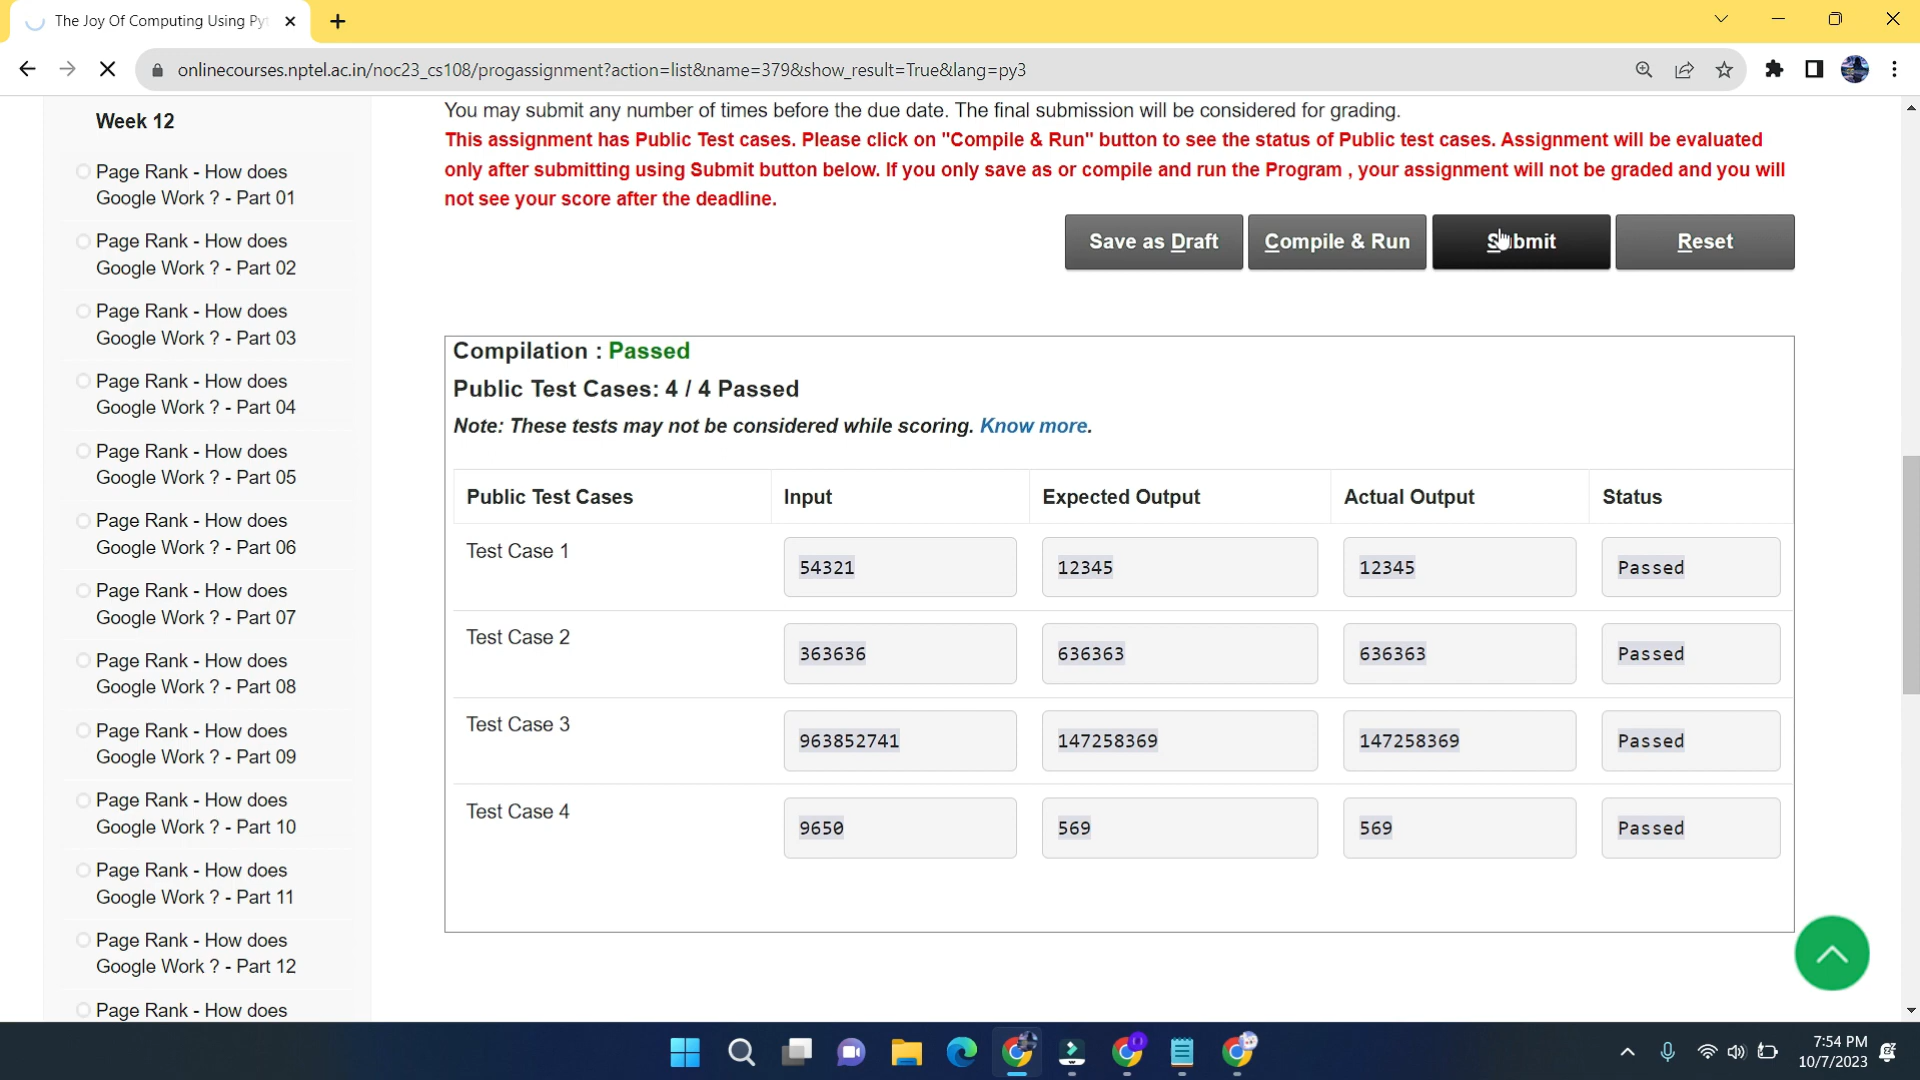 The Joy Of Computing Using Pyt
onlinecourses.nptel.ac.in/noc23_cs108/progassignment?action=list&name=379&show_result=True&lang=py3
Week 12
Page Rank - How does
Google Work ? - Part 01
Page Rank - How does
Google Work ? - Part 02
Page Rank - How does
Google Work ? - Part 03
Page Rank - How does
Google Work ? - Part 04
Page Rank - How does
Google Work ? - Part 05
Page Rank - How does
Google Work ? - Part 06
Page Rank - How does
Google Work ? - Part 07
Page Rank - How does
Google Work ? - Part 08
Page Rank - How does
Google Work ? - Part 09
Page Rank - How does
Google Work ? - Part 10
Page Rank - How does
Google Work ? - Part 11
Page Rank - How does
Google Work ? - Part 12
Page Rank - How does
You may submit any number of times before the due date. The final submission will be considered for grading.
This assignment has Public Test cases. Please click on "Compile & Run" button to see the status of Public test cases. Assignment will be evaluated
only after submitting using Submit button below. If you only save as or compile and run the Program , your assignment will not be graded and you will
not see your score after the deadline.
Save as Draft Compile & Run Submit Reset
Compilation : Passed
Public Test Cases: 4 / 4 Passed
Note: These tests may not be considered while scoring. Know more.
Public Test Cases Input Expected Output Actual Output Status
Test Case 1 54321 12345 12345 Passed
Test Case 2 363636 636363 636363 Passed
Test Case 3 963852741 147258369 147258369 Passed
Test Case 4 9650 569 569 Passed
7:54 PM
10/7/2023